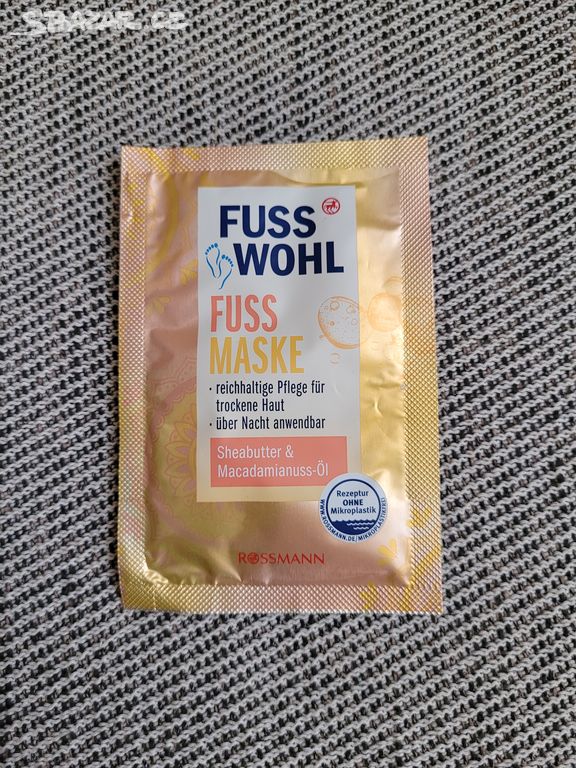 SBAZAR.CZ
FUSS
WOHL
FUSS
MASKE
· reichhaltige Pflege für
trockene Haut
· über Nacht anwendbar
Sheabutter &
Macadamianuss-Öl
Rezeptur
OHNE
Mikroplastik
WWW.ROSSMANN.DE/MIKROPLASTIKFREI
ROSSMANN